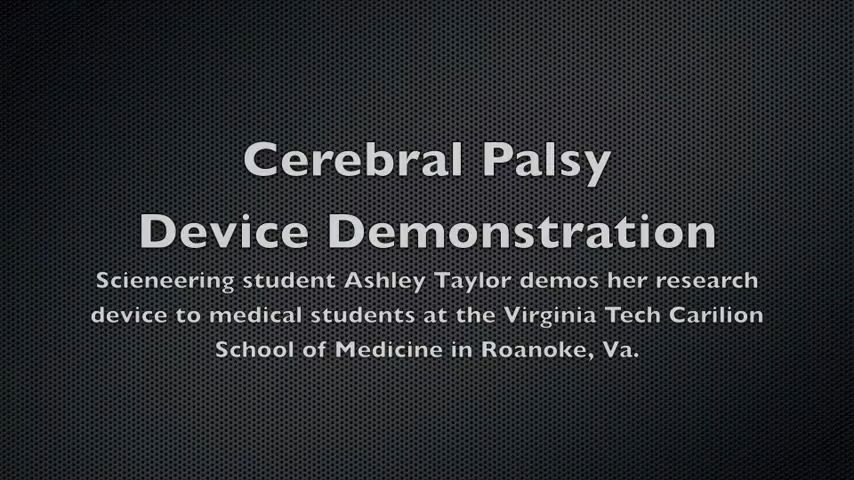 Cerebral Palsy
Device Demonstration
Scieneering student Ashley Taylor demos her research
device to medical students at the Virginia Tech Carilion
School of Medicine in Roanoke, Va.